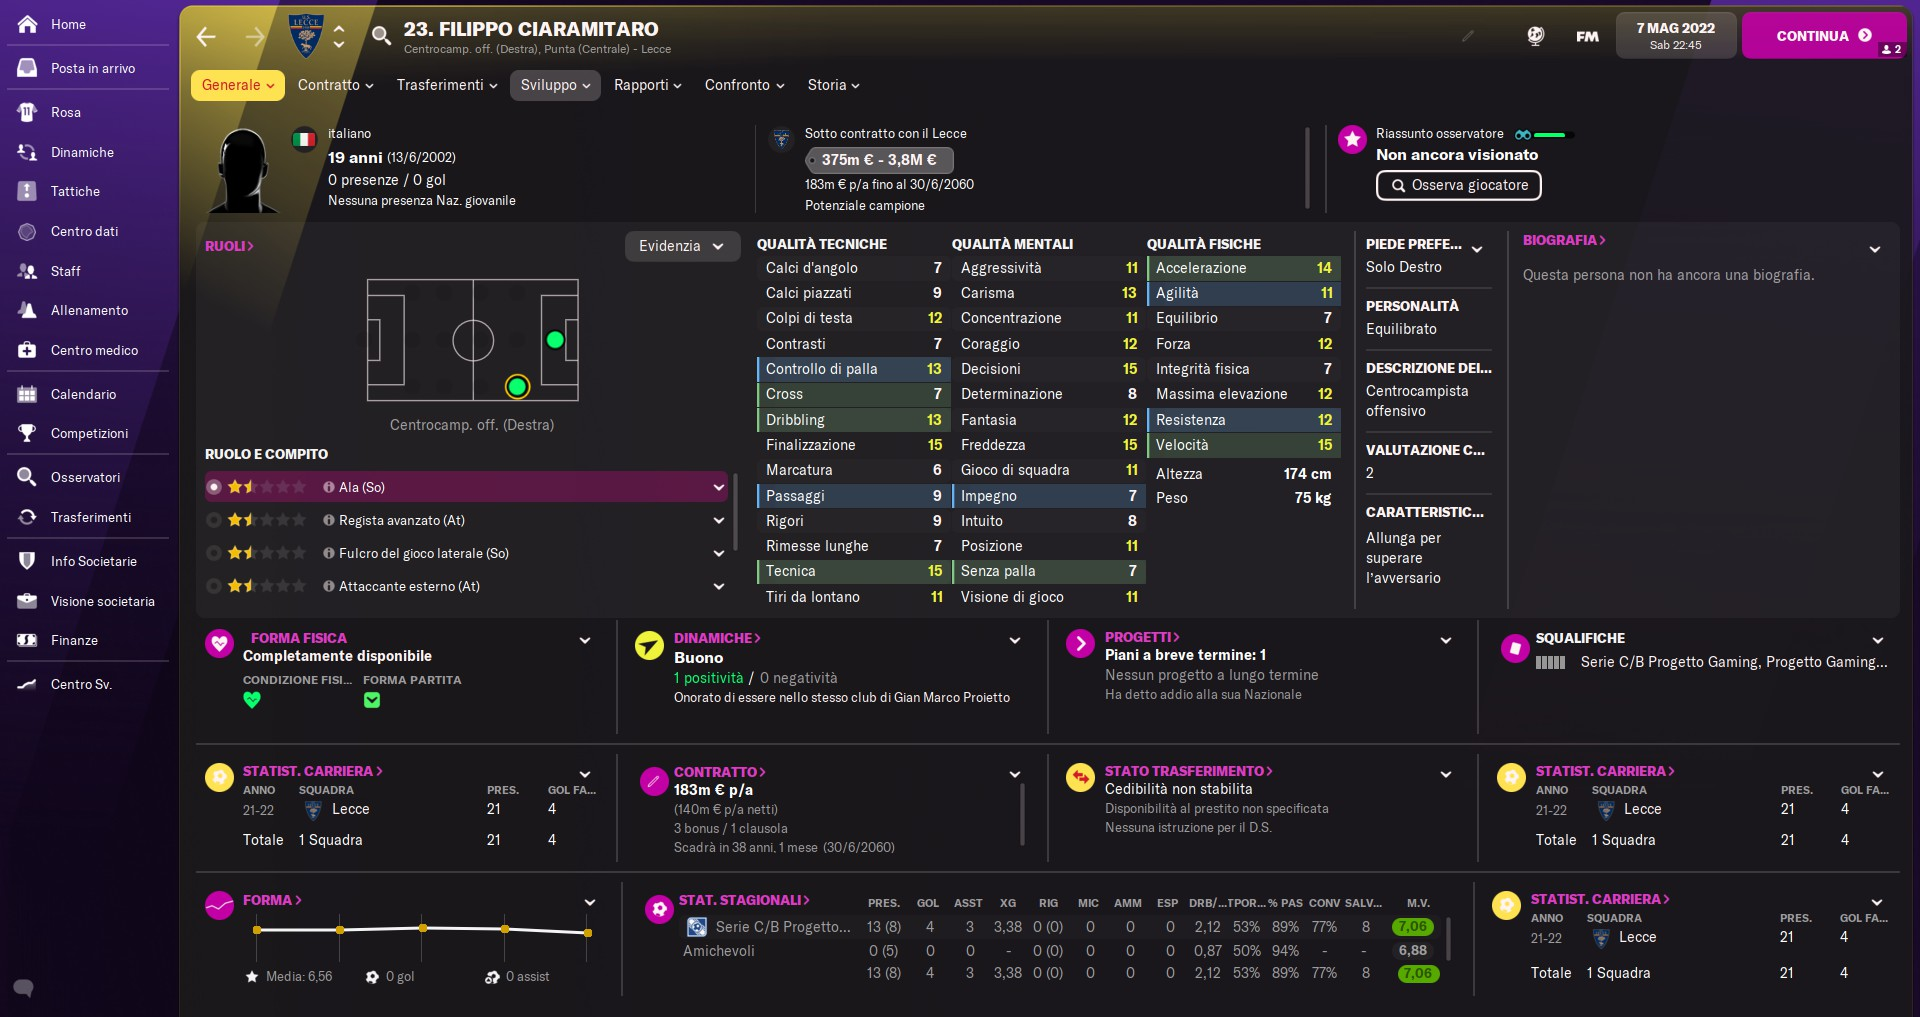 Home
Posta in arrivo
Rosa
Dinamiche
Tattiche
Centro dati
Staff
Allenamento
Centro medico
Calendario
Competizioni
Osservatori
Trasferimenti
Info Societarie
Visione societaria
Finanze
Centro Sv.
23. FILIPPO CIARAMITARO
Centrocamp. off. (Destra), Punta (Centrale) - Lecce
FM
7 MAG 2022
Sab 22:45
CONTINUA
2
Generale Contratto Trasferimenti Sviluppo Rapporti Confronto Storia
italiano
19 anni (13/6/2002)
0 presenze / 0 gol
Nessuna presenza Naz. giovanile
Sotto contratto con il Lecce
375m € - 3,8M €
183m € p/a fino al 30/6/2060
Potenziale campione
Riassunto osservatore
Non ancora visionato
Osserva giocatore
RUOLI
Evidenzia
Centrocamp. off. (Destra)
RUOLO E COMPITO
Ala (So)
Regista avanzato (At)
Fulcro del gioco laterale (So)
Attaccante esterno (At)
QUALITÀ TECNICHE
Calci d'angolo 7
Calci piazzati 9
Colpi di testa 12
Contrasti 7
Controllo di palla 13
Cross 7
Dribbling 13
Finalizzazione 15
Marcatura 6
Passaggi 9
Rigori 9
Rimesse lunghe 7
Tecnica 15
Tiri da lontano 11
QUALITÀ MENTALI
Aggressività 11
Carisma 13
Concentrazione 11
Coraggio 12
Decisioni 15
Determinazione 8
Fantasia 12
Freddezza 15
Gioco di squadra 11
Impegno 7
Intuito 8
Posizione 11
Senza palla 7
Visione di gioco 11
QUALITÀ FISICHE
Accelerazione 14
Agilità 11
Equilibrio 7
Forza 12
Integrità fisica 7
Massima elevazione 12
Resistenza 12
Velocità 15
Altezza 174 cm
Peso 75 kg
PIEDE PREFE...
Solo Destro
PERSONALITÀ
Equilibrato
DESCRIZIONE DEI...
Centrocampista
offensivo
VALUTAZIONE C...
2
CARATTERISTIC...
Allunga per
superare
l'avversario
BIOGRAFIA
Questa persona non ha ancora una biografia.
FORMA FISICA
Completamente disponibile
CONDIZIONE FISI... FORMA PARTITA
DINAMICHE
Buono
1 positività / 0 negatività
Onorato di essere nello stesso club di Gian Marco Proietto
PROGETTI
Piani a breve termine: 1
Nessun progetto a lungo termine
Ha detto addio alla sua Nazionale
SQUALIFICHE
Serie C/B Progetto Gaming, Progetto Gaming...
STATIST. CARRIERA
ANNO SQUADRA PRES. GOL FA...
21-22 Lecce 21 4
Totale 1 Squadra 21 4
CONTRATTO
183m € p/a
(140m € p/a netti)
3 bonus / 1 clausola
Scadrà in 38 anni, 1 mese (30/6/2060)
STATO TRASFERIMENTO
Cedibilità non stabilita
Disponibilità al prestito non specificata
Nessuna istruzione per il D.S.
STATIST. CARRIERA
ANNO SQUADRA PRES. GOL FA...
21-22 Lecce 21 4
Totale 1 Squadra 21 4
FORMA
Media: 6,56 0 gol 0 assist
STAT. STAGIONALI PRES. GOL ASST XG RIG MIC AMM ESP DRB/... TPOR... % PAS CONV SALV... M.V.
Serie C/B Progetto... 13 (8) 4 3 3,38 0 (0) 0 0 0 2,12 53% 89% 77% 8 7,06
Amichevoli 0 (5) 0 0 - 0 (0) 0 0 0 0,87 50% 94% - - 6,88
13 (8) 4 3 3,38 0 (0) 0 0 0 2,12 53% 89% 77% 8 7,06
STATIST. CARRIERA
ANNO SQUADRA PRES. GOL FA...
21-22 Lecce 21 4
Totale 1 Squadra 21 4